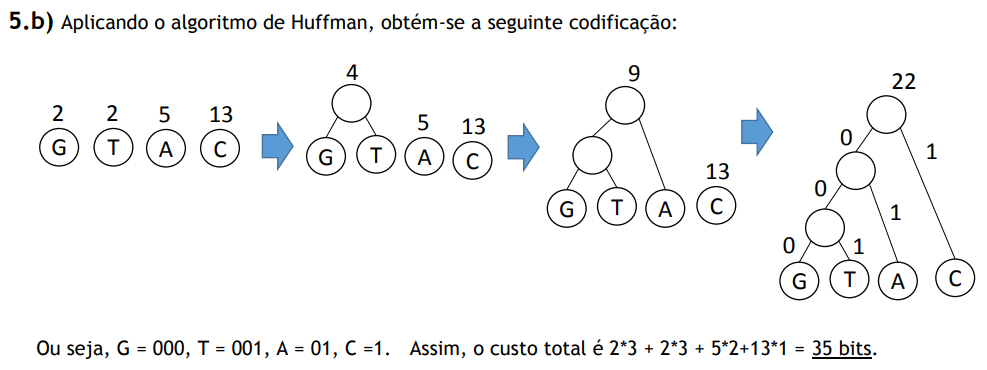 5.b) Aplicando o algoritmo de Huffman, obtém-se a seguinte codificação:
2 2 5 13
G T A C
4
5 13
G T A C
9
13
G T A C
22
0 1
0 1
0 1
G T A C
Ou seja, G = 000, T = 001, A = 01, C =1. Assim, o custo total é 2*3 + 2*3 + 5*2+13*1 = 35 bits.